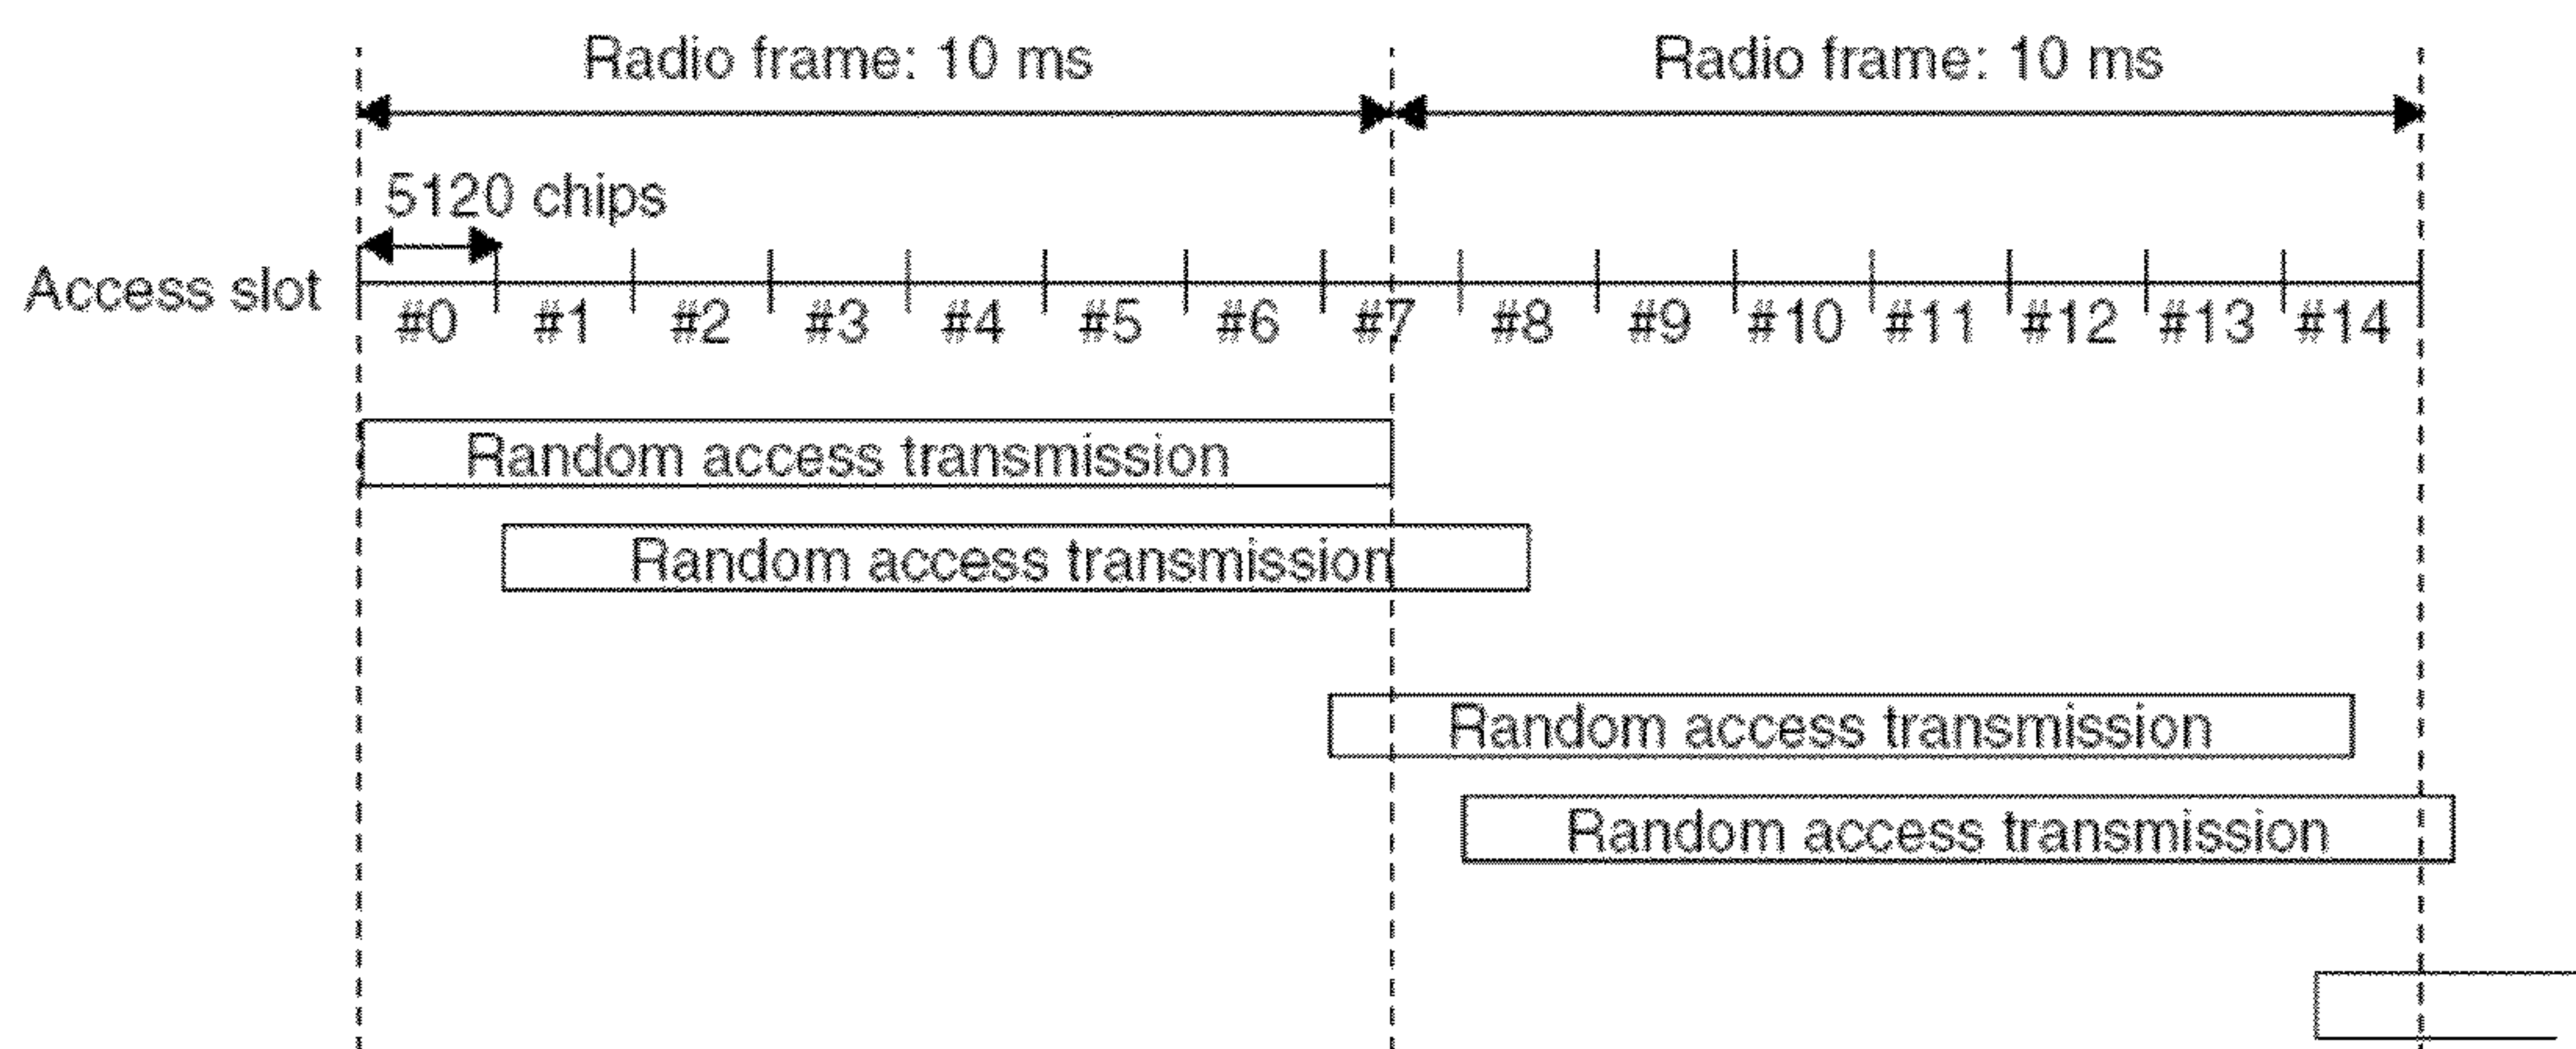 Radio frame: 10 ms Radio frame: 10 ms
5120 chips
Access slot
#0 #1 #2 #3 #4 #5 #6 #7 #8 #9 #10 #11 #12 #13 #14
Random access transmission
Random access transmission
Random access transmission
Random access transmission